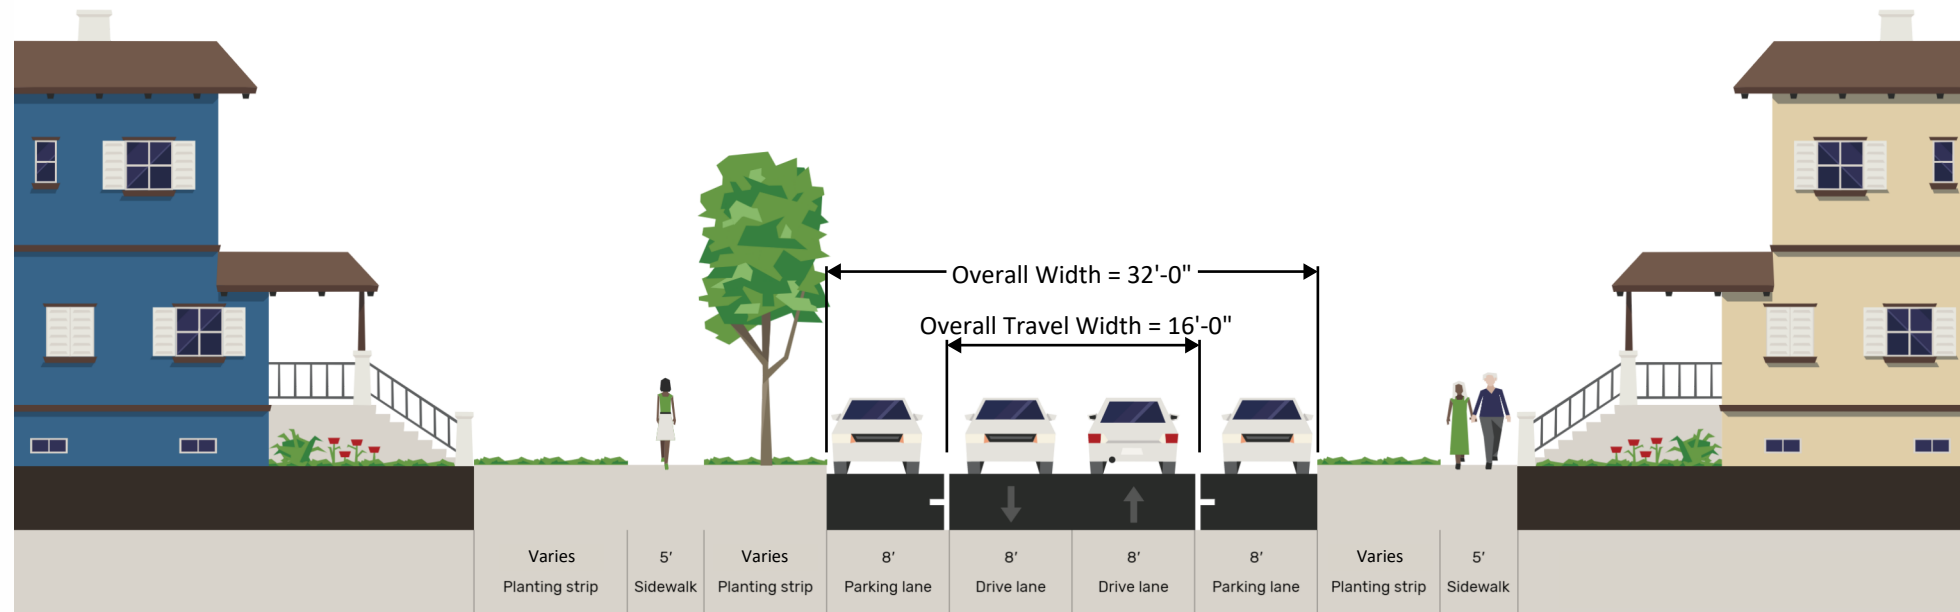 Overall Width = 32'-0"
Overall Travel Width = 16'-0"
Varies
Planting strip
5′
Sidewalk
Varies
Planting strip
8′
Parking lane
8′
Drive lane
8′
Drive lane
8′
Parking lane
Varies
Planting strip
5′
Sidewalk